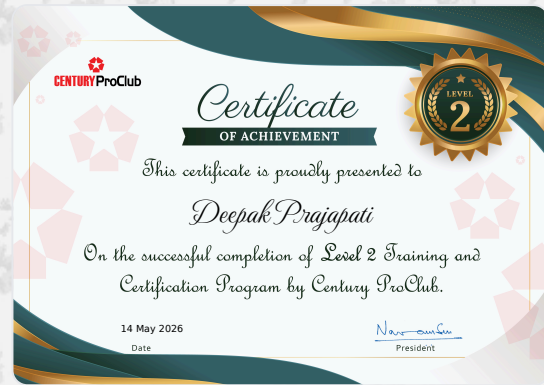 CENTURY ProClub
LEVEL
2
Certificate
OF ACHIEVEMENT
This certificate is proudly presented to
Deepak Prajapati
On the successful completion of Level 2 Training and
Certification Program by Century ProClub.
14 May 2026
Date
President